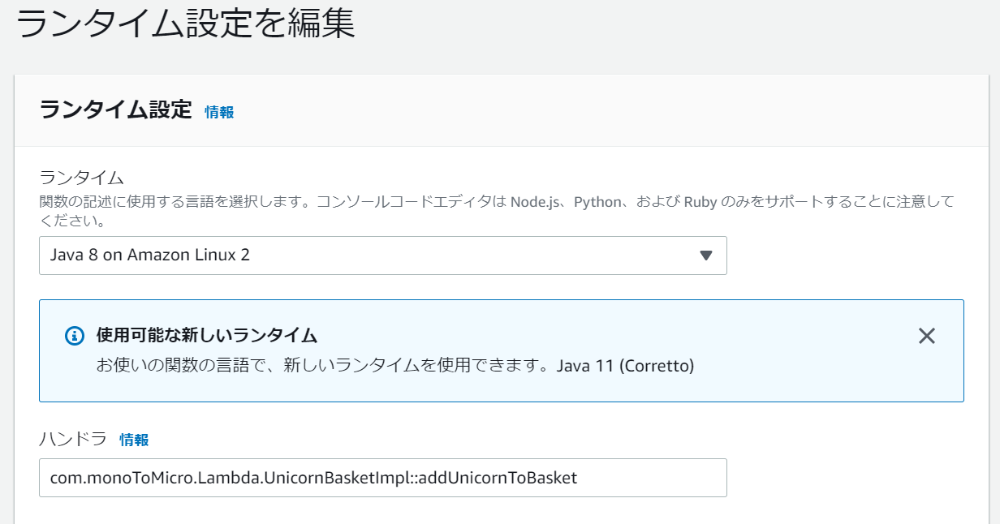 ランタイム設定を編集
ランタイム設定 情報
ランタイム
関数の記述に使用する言語を選択します。コンソールコードエディタは Node.js、Python、および Ruby のみをサポートすることに注意して
ください。
Java 8 on Amazon Linux 2
使用可能な新しいランタイム
お使いの関数の言語で、新しいランタイムを使用できます。Java 11 (Corretto)
ハンドラ 情報
com.monoToMicro.Lambda.UnicornBasketImpl::addUnicornToBasket